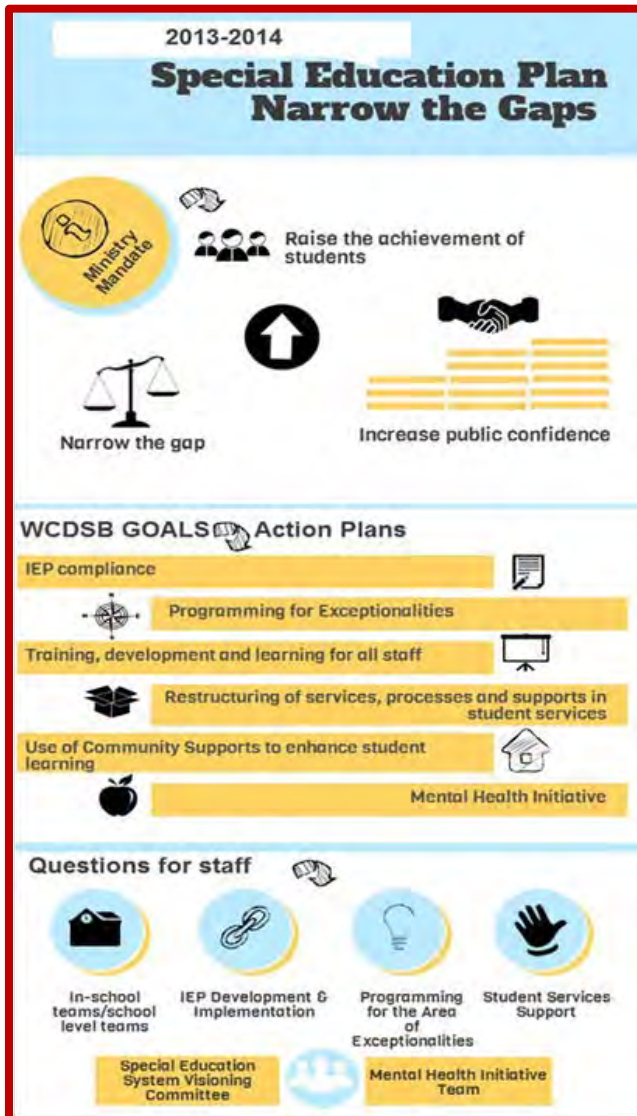 2013-2014
Special Education Plan
Narrow the Gaps
Ministry
Mandate
Raise the achievement of
students
Narrow the gap
Increase public confidence
WCDSB GOALS Action Plans
IEP compliance
Programming for Exceptionalities
Training, development and learning for all staff
Restructuring of services, processes and supports in
student services
Use of Community Supports to enhance student
learning
Mental Health Initiative
Questions for staff
In-school
teams/school
level teams
IEP Development &
Implementation
Programming
for the Area
of
Exceptionalities
Student Services
Support
Special Education
System Visioning
Committee
Mental Health Initiative
Team